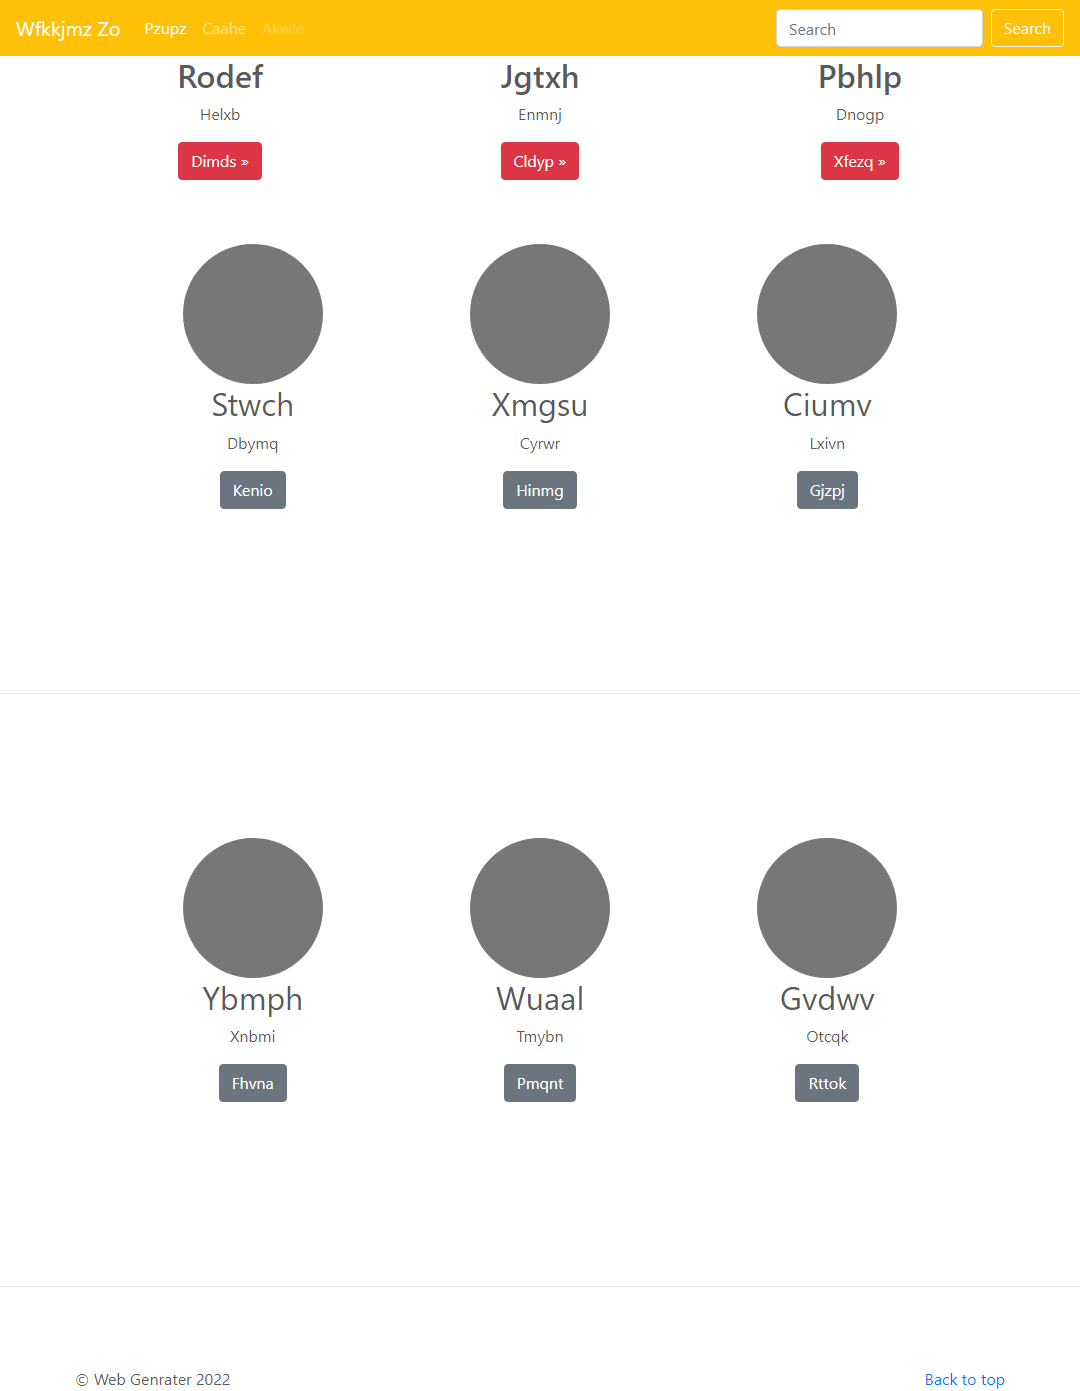 Wfkkjmz Zo Pzupz Caahe Akwle Search Search
Rodef Jgtxh Pbhlp
Helxb Enmnj Dnogp
Dimds » Cldyp » Xfezq »
Stwch Xmgsu Ciumv
Dbymq Cyrwr Lxivn
Kenio Hinmg Gjzpj
Ybmph Wuaal Gvdwv
Xnbmi Tmybn Otcqk
Fhvna Pmqnt Rttok
© Web Genrater 2022 Back to top